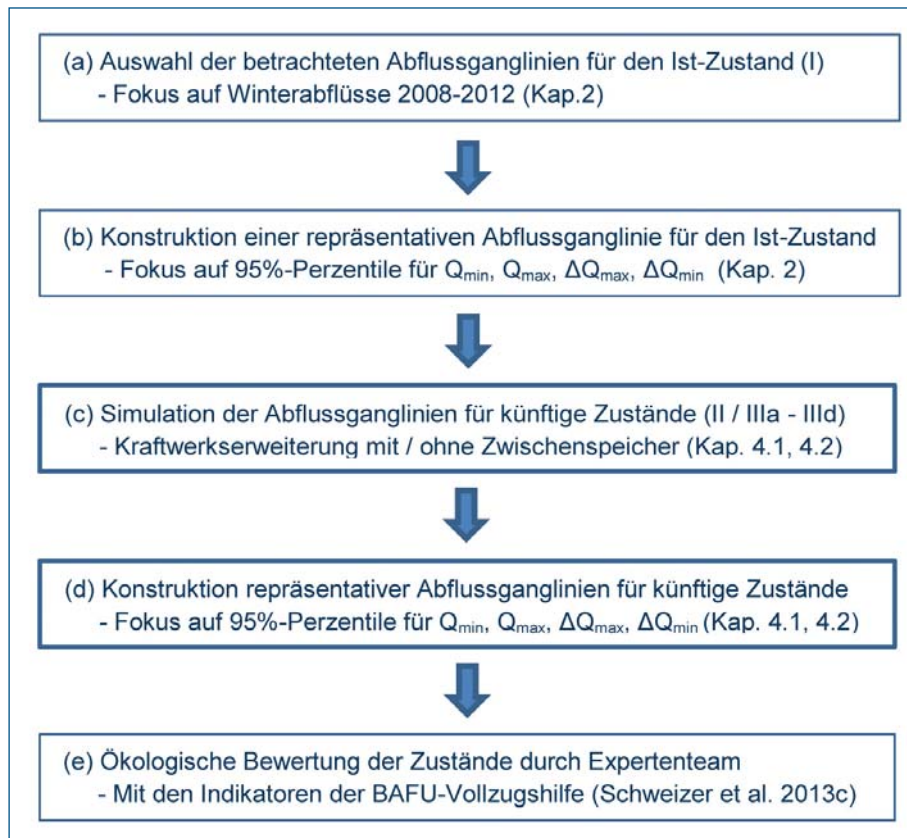 (a) Auswahl der betrachteten Abflussganglinien für den Ist-Zustand (I)
- Fokus auf Winterabflüsse 2008-2012 (Kap.2)
(b) Konstruktion einer repräsentativen Abflussganglinie für den Ist-Zustand
- Fokus auf 95%-Perzentile für Qmin, Qmax, ΔQmax, ΔQmin (Kap. 2)
(c) Simulation der Abflussganglinien für künftige Zustände (II / IIIa - IIId)
- Kraftwerkserweiterung mit / ohne Zwischenspeicher (Kap. 4.1, 4.2)
(d) Konstruktion repräsentativer Abflussganglinien für künftige Zustände
- Fokus auf 95%-Perzentile für Qmin, Qmax, ΔQmax, ΔQmin (Kap. 4.1, 4.2)
(e) Ökologische Bewertung der Zustände durch Expertenteam
- Mit den Indikatoren der BAFU-Vollzugshilfe (Schweizer et al. 2013c)